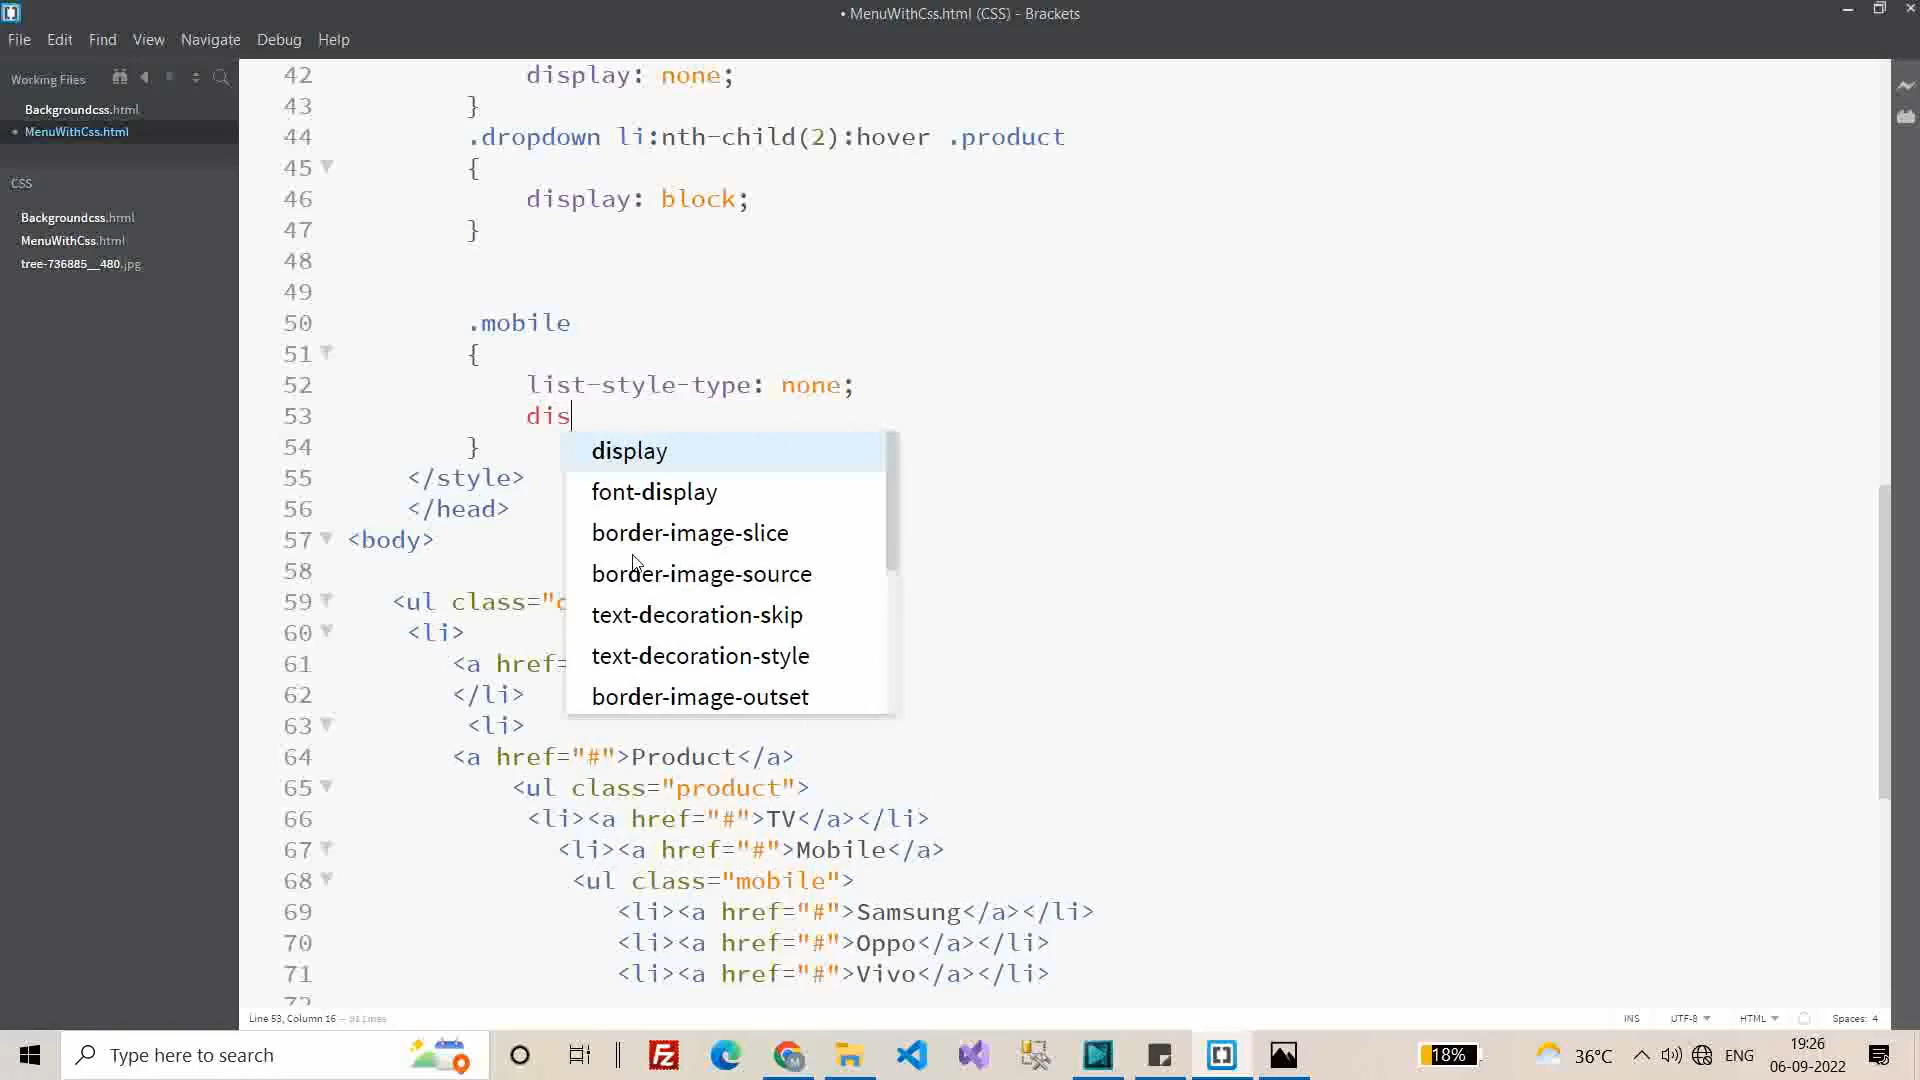 • MenuWithCss.html (CSS) - Brackets
File Edit Find View Navigate Debug Help
Working Files
Backgroundcss.html
• MenuWithCss.html
CSS
Backgroundcss.html
MenuWithCss.html
tree-736885__480.jpg
42 display: none;
43 }
44 .dropdown li:nth-child(2):hover .product
45 {
46 display: block;
47 }
48
49
50 .mobile
51 {
52 list-style-type: none;
53 dis
54 }
55 </style>
56 </head>
57 <body>
58
59 <ul class="
60 <li>
61 <a href=
62 </li>
63 <li>
64 <a href="#">Product</a>
65 <ul class="product">
66 <li><a href="#">TV</a></li>
67 <li><a href="#">Mobile</a>
68 <ul class="mobile">
69 <li><a href="#">Samsung</a></li>
70 <li><a href="#">Oppo</a></li>
71 <li><a href="#">Vivo</a></li>
72
display
font-display
border-image-slice
border-image-source
text-decoration-skip
text-decoration-style
border-image-outset
Line 53, Column 16 — 91 Lines
INS UTF-8 HTML Spaces: 4
Type here to search
18%
36°C
ENG
19:26
06-09-2022